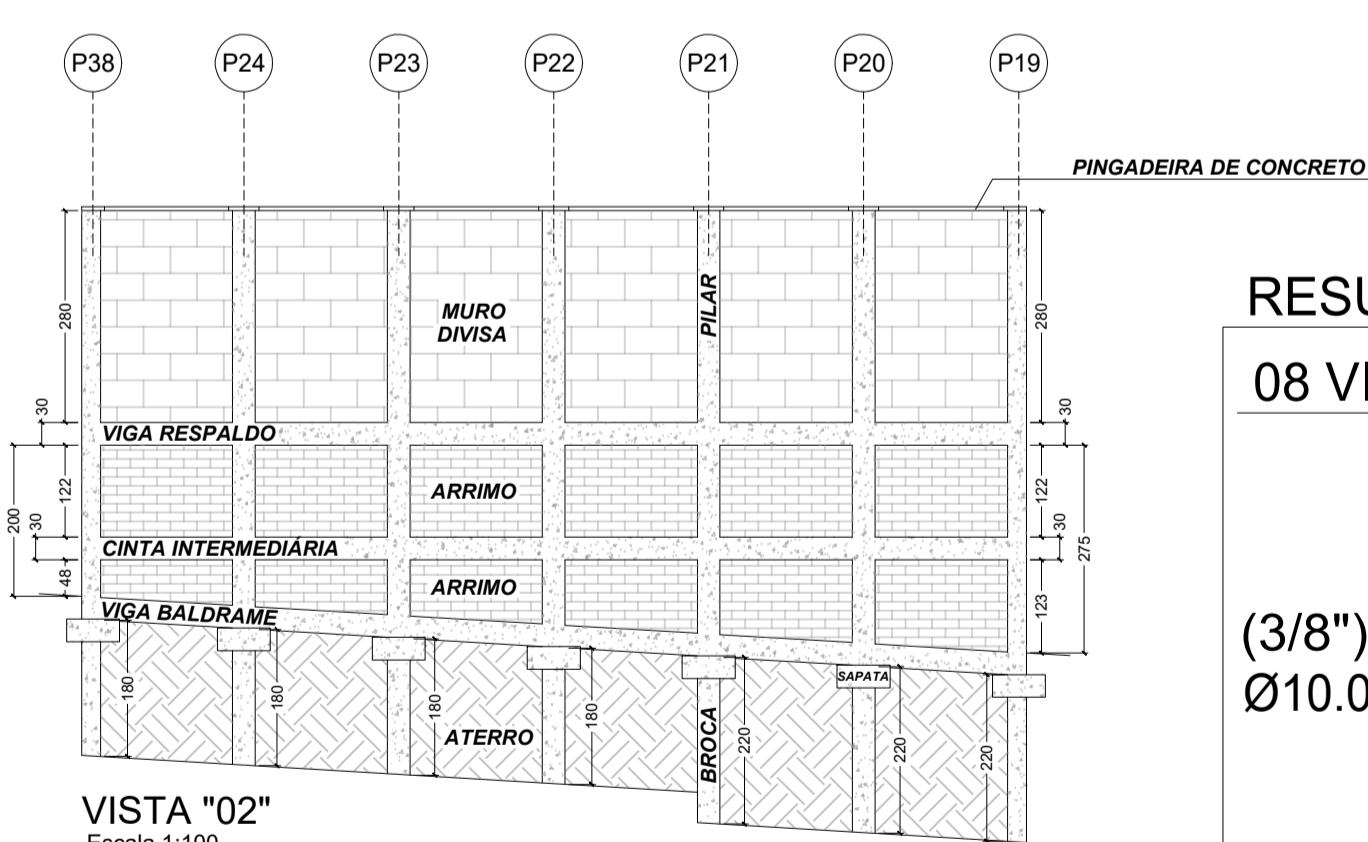 P38 P24 P23 P22 P21 P20 P19
PINGADEIRA DE CONCRETO
280
MURO
DIVISA
PILAR
280
30
VIGA RESPALDO
30
200
122
ARRIMO
122
275
30
CINTA INTERMEDIÁRIA
30
48
ARRIMO
123
VIGA BALDRAME
180
180
180
180
SAPATA
ATERRO
BROCA
220
220
220
VISTA "02"
Escala 1:100
08
(3/8")
Ø10.0